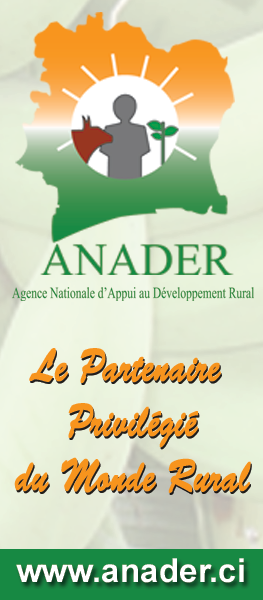 ANADER
Agence Nationale d'Appui au Développement Rural
Le Partenaire
Privilégié
du Monde Rural
www.anader.ci